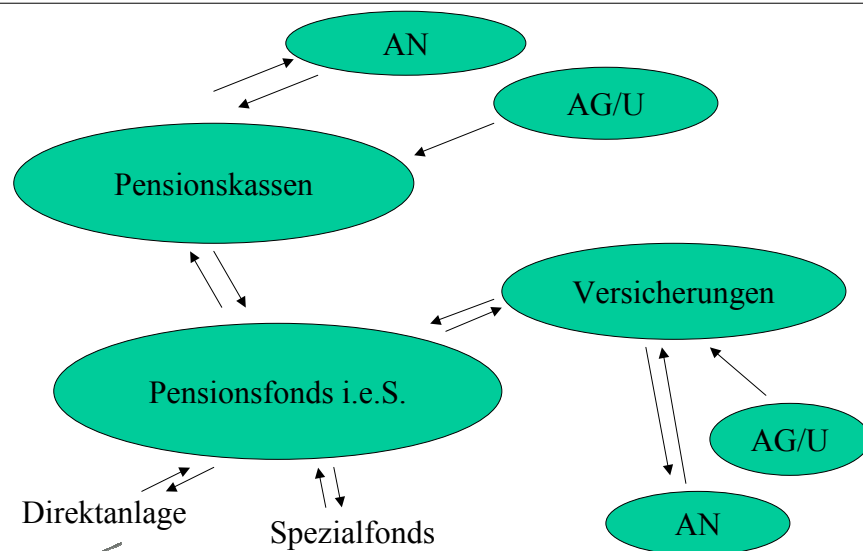 AN
AG/U
Pensionskassen
Versicherungen
Pensionsfonds i.e.S.
AG/U
Direktanlage
Spezialfonds
AN